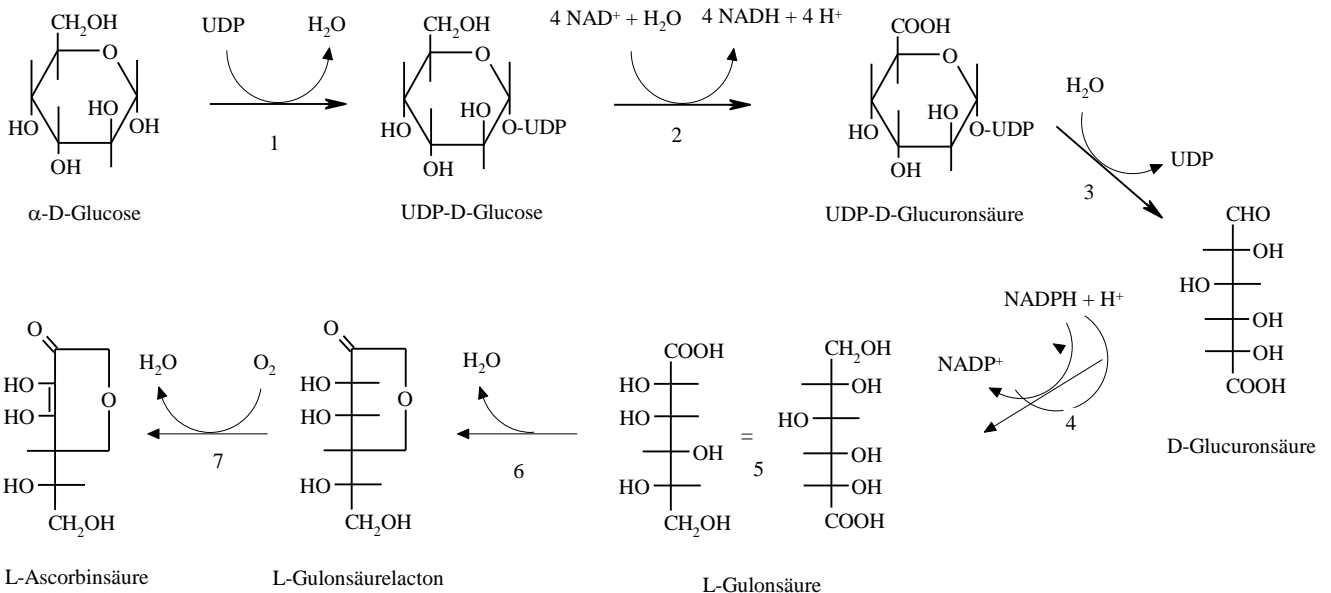 CH2OH
O
HO
HO
OH
OH
α-D-Glucose
UDP
H2O
1
CH2OH
O
HO
HO
O-UDP
OH
UDP-D-Glucose
4 NAD+ + H2O
4 NADH + 4 H+
2
COOH
O
HO
HO
O-UDP
OH
UDP-D-Glucuronsäure
H2O
UDP
3
CHO
OH
HO
OH
OH
COOH
D-Glucuronsäure
NADPH + H+
NADP+
4
CH2OH
OH
HO
OH
OH
COOH
=
5
COOH
HO
HO
OH
HO
CH2OH
L-Gulonsäure
H2O
6
O
HO
HO
O
HO
CH2OH
L-Gulonsäurelacton
O2
H2O
7
O
HO
HO
O
HO
CH2OH
L-Ascorbinsäure